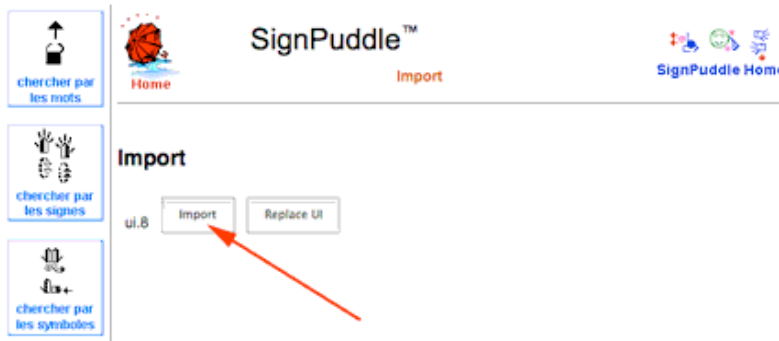 chercher par
les mots
chercher par
les signes
chercher par
les symboles
Home
SignPuddle™
Import
SignPuddle Home
Import
ui.8 Import Replace UI